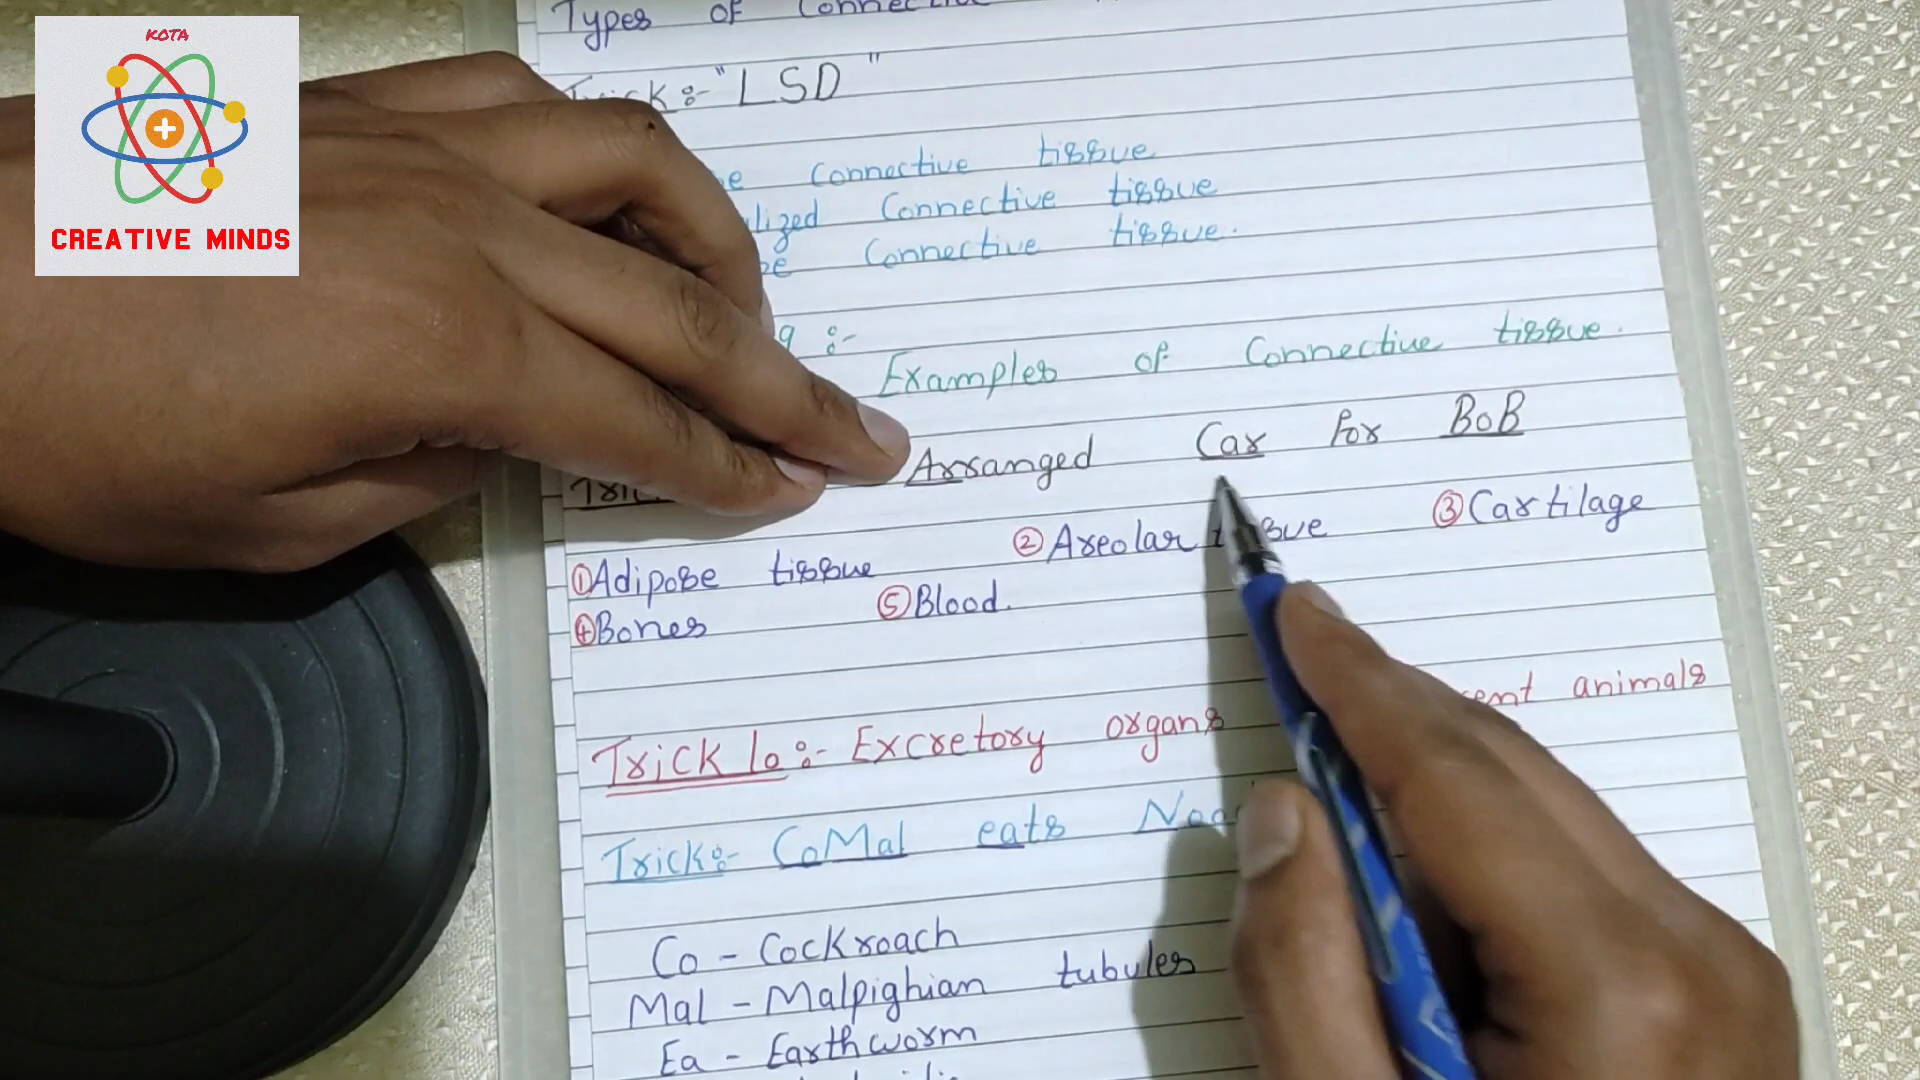 KOTA
CREATIVE MINDS
Types of
"LSD"
Connective tissue
Connective tissue
Connective tissue.
Examples of Connective tissue.
Arranged Car for BoB
①Adipose tissue ②Areolar ③Cartilage
④Bones ⑤Blood.
animals
Trick 10:- Excretory organs
Trick:- CoMal eats
Co - Cockroach
Mal - Malpighian tubules
Ea - Earthworm